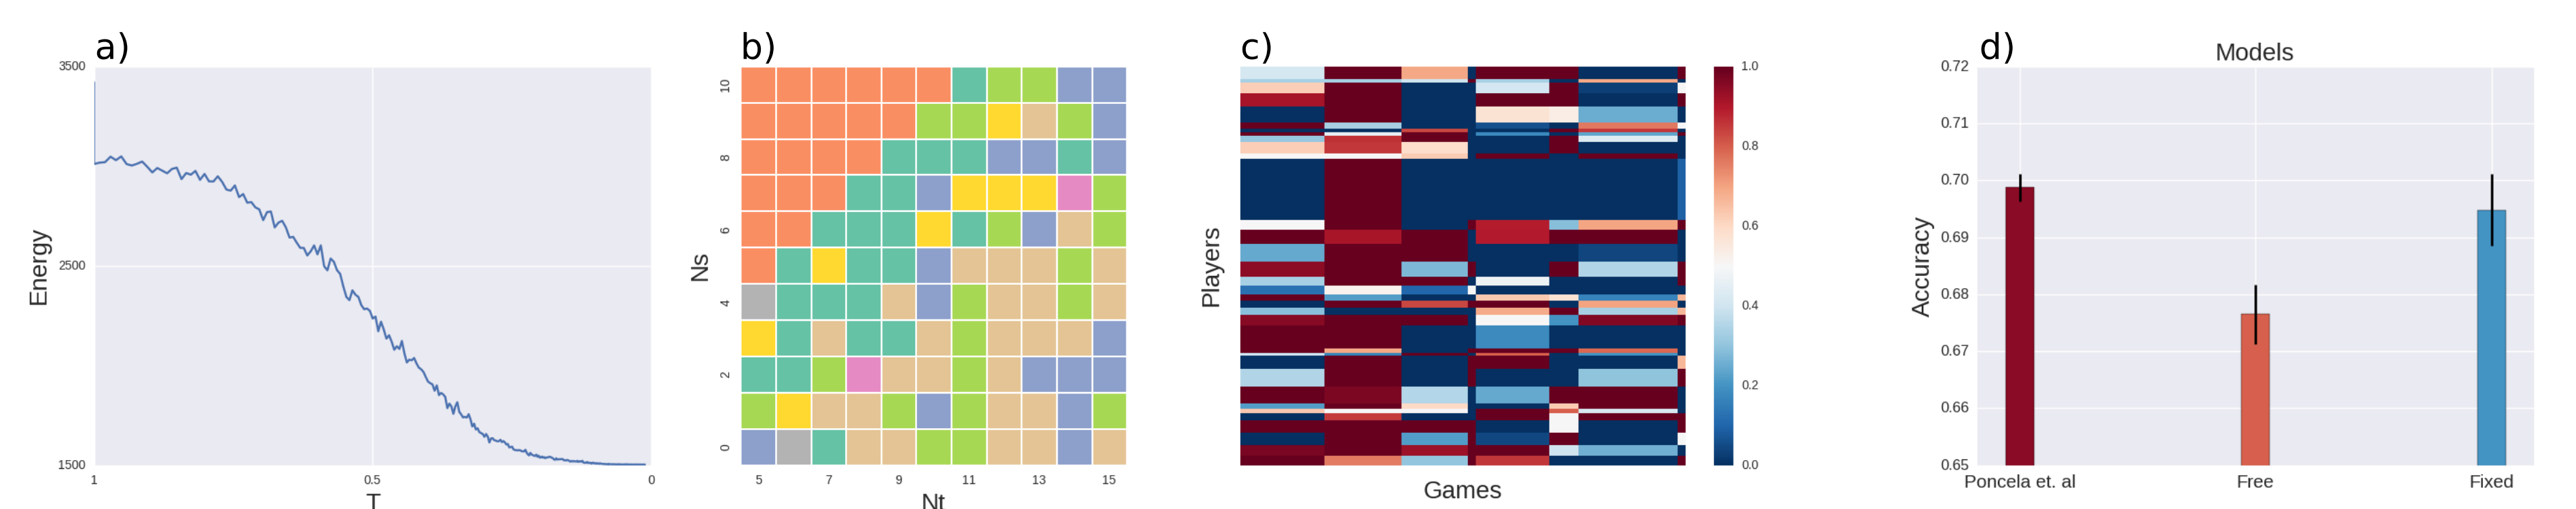 a)
3500
2500
1500
Energy
1
0.5
0
T
b)
10
8
6
4
2
0
Ns
5
7
9
11
13
15
Nt
c)
Players
Games
1.0
0.8
0.6
0.4
0.2
0.0
d)
Models
0.72
0.71
0.70
0.69
0.68
0.67
0.66
0.65
Accuracy
Poncela et. al
Free
Fixed